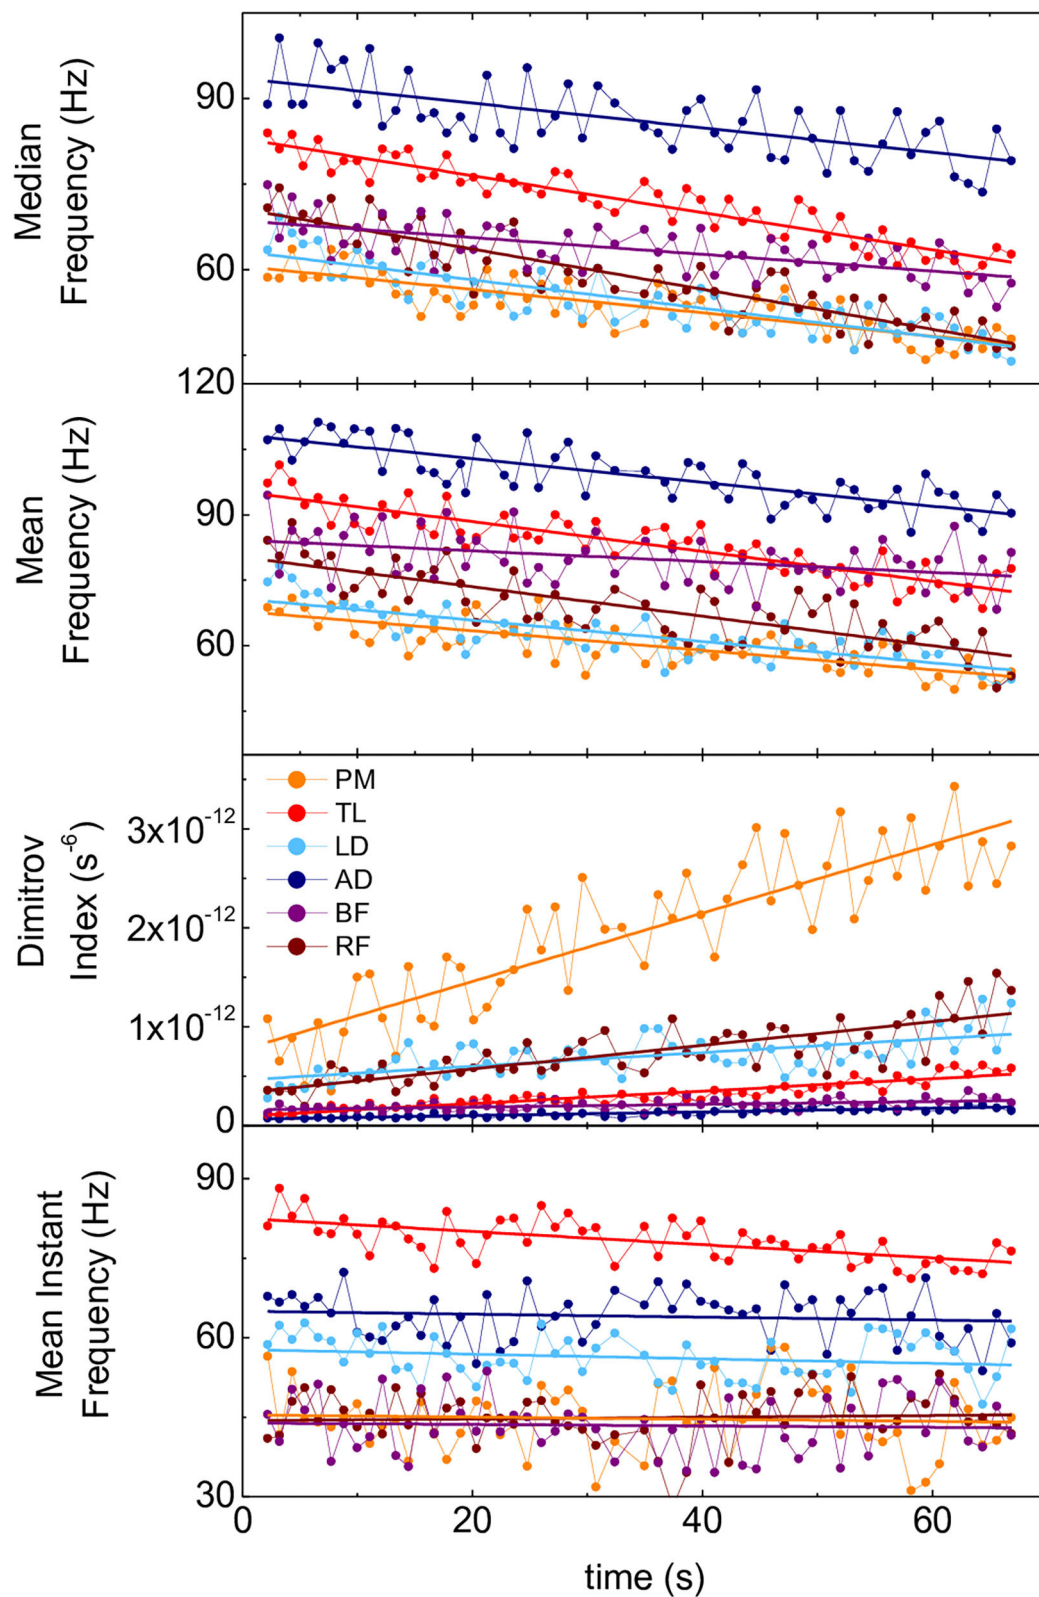 Median
Frequency (Hz)
90
60
120
Mean
Frequency (Hz)
90
60
Dimitrov
Index (s⁻⁶)
3x10⁻¹²
2x10⁻¹²
1x10⁻¹²
0
PM
TL
LD
AD
BF
RF
Mean Instant
Frequency (Hz)
90
60
30
0 20 40 60
time (s)